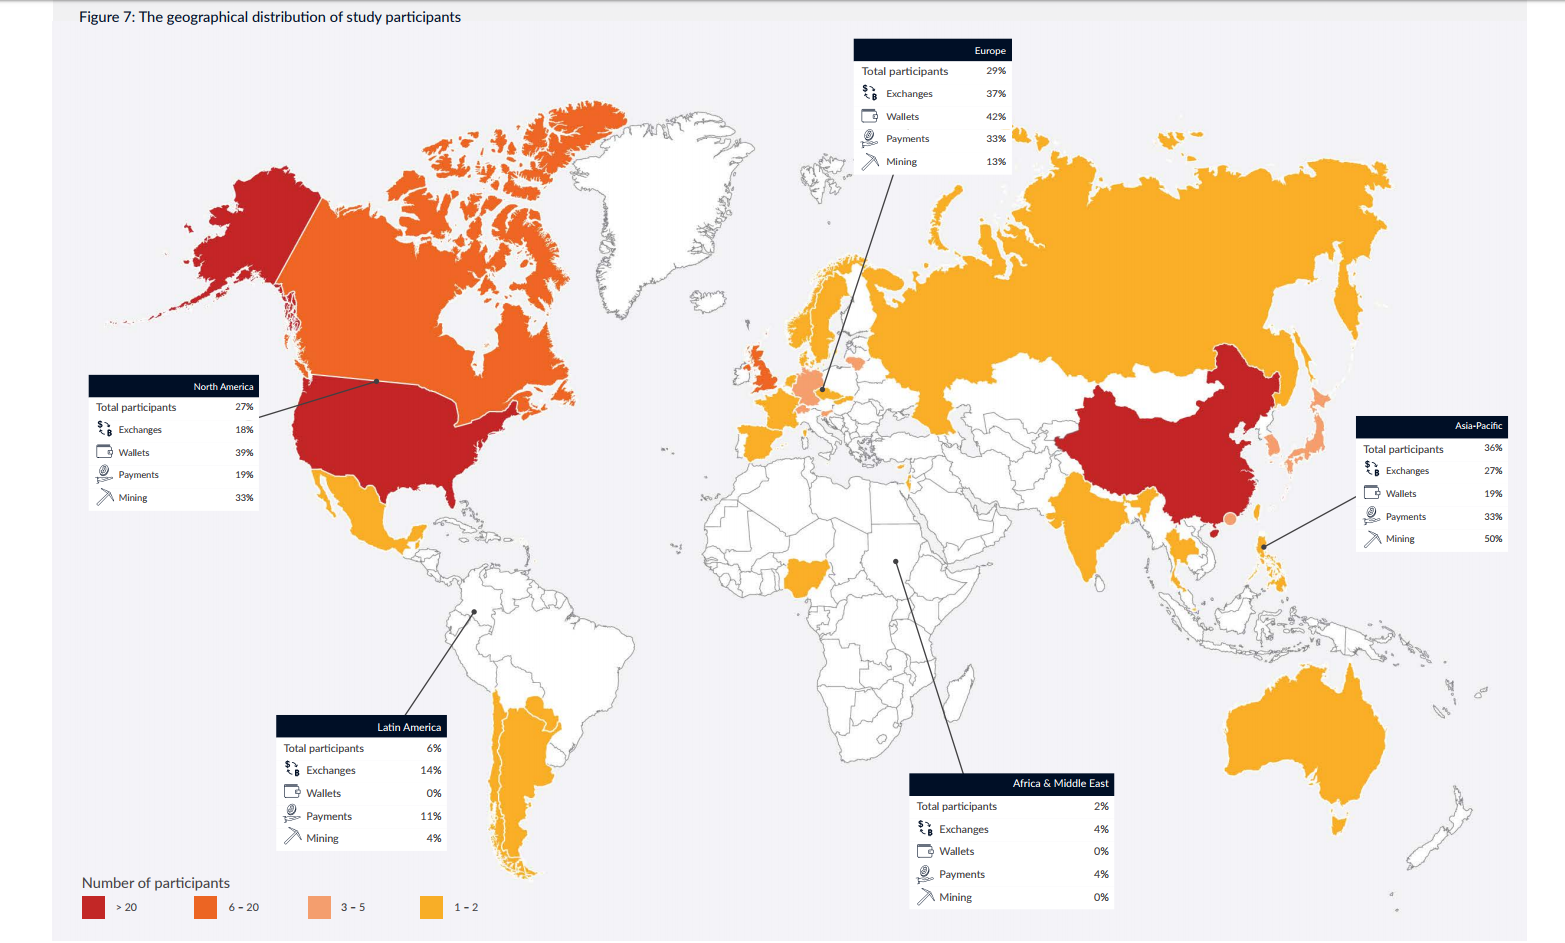 Figure 7: The geographical distribution of study participants
Europe
Total participants 29%
Exchanges 37%
Wallets 42%
Payments 33%
Mining 13%
North America
Total participants 27%
Exchanges 18%
Wallets 39%
Payments 19%
Mining 33%
Asia-Pacific
Total participants 36%
Exchanges 27%
Wallets 19%
Payments 33%
Mining 50%
Latin America
Total participants 6%
Exchanges 14%
Wallets 0%
Payments 11%
Mining 4%
Africa & Middle East
Total participants 2%
Exchanges 4%
Wallets 0%
Payments 4%
Mining 0%
Number of participants
> 20 6 – 20 3 – 5 1 – 2